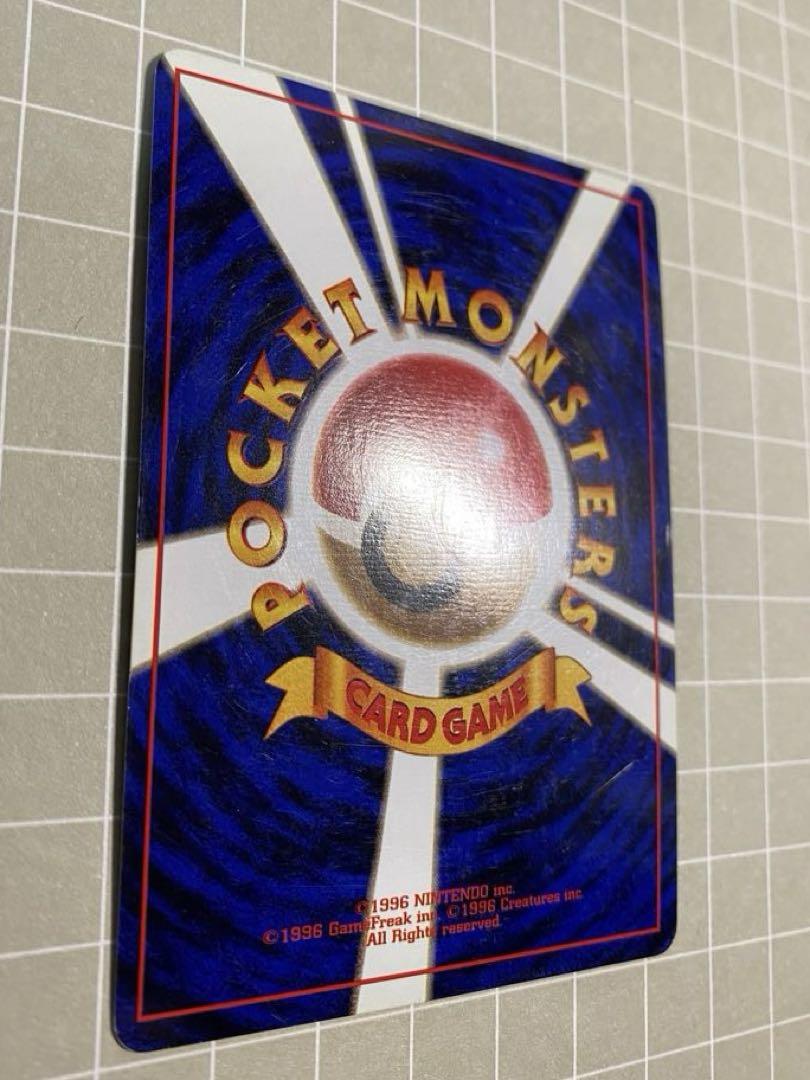 POCKET MONSTERS
CARD GAME
©1996 NINTENDO inc.
©1996 GameFreak inc. ©1996 Creatures inc.
All Rights reserved.